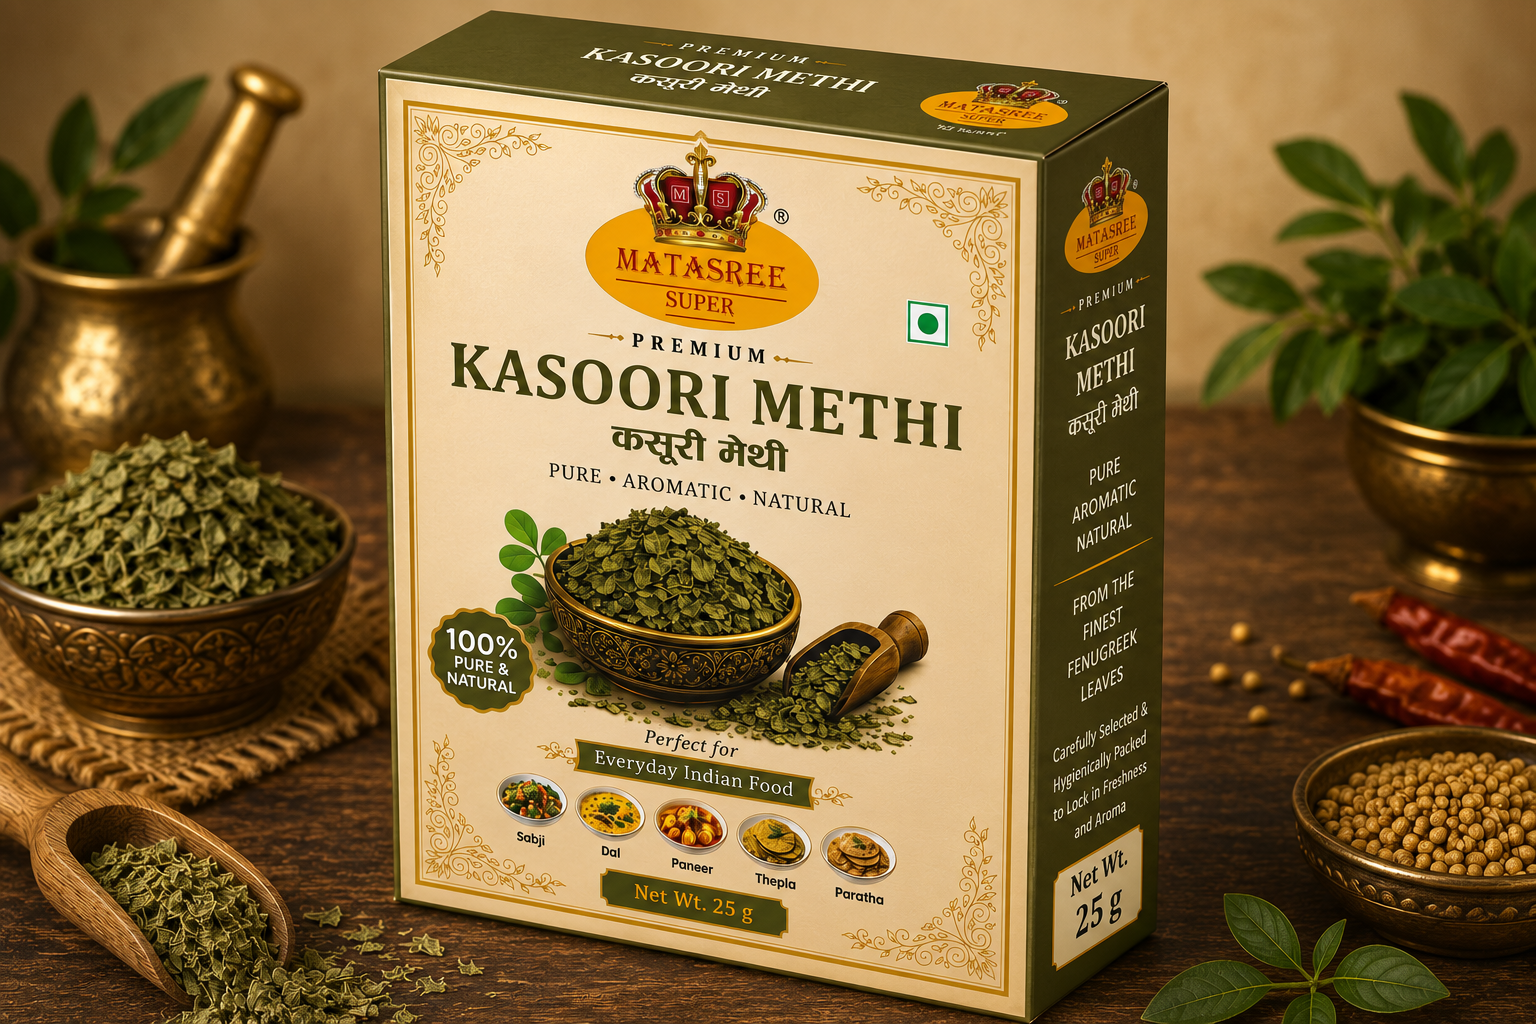 PREMIUM
KASOORI METHI
कसूरी मेथी
MATASREE
SUPER
M S
®
MATASREE
SUPER
PREMIUM
KASOORI METHI
कसूरी मेथी
PURE • AROMATIC • NATURAL
100%
PURE &
NATURAL
Perfect for
Everyday Indian Food
Sabji
Dal
Paneer
Thepla
Paratha
Net Wt. 25 g
MATASREE
SUPER
PREMIUM
KASOORI
METHI
कसूरी मेथी
PURE
AROMATIC
NATURAL
FROM THE
FINEST
FENUGREEK
LEAVES
Carefully Selected &
Hygienically Packed
to Lock in Freshness
and Aroma
Net Wt.
25 g